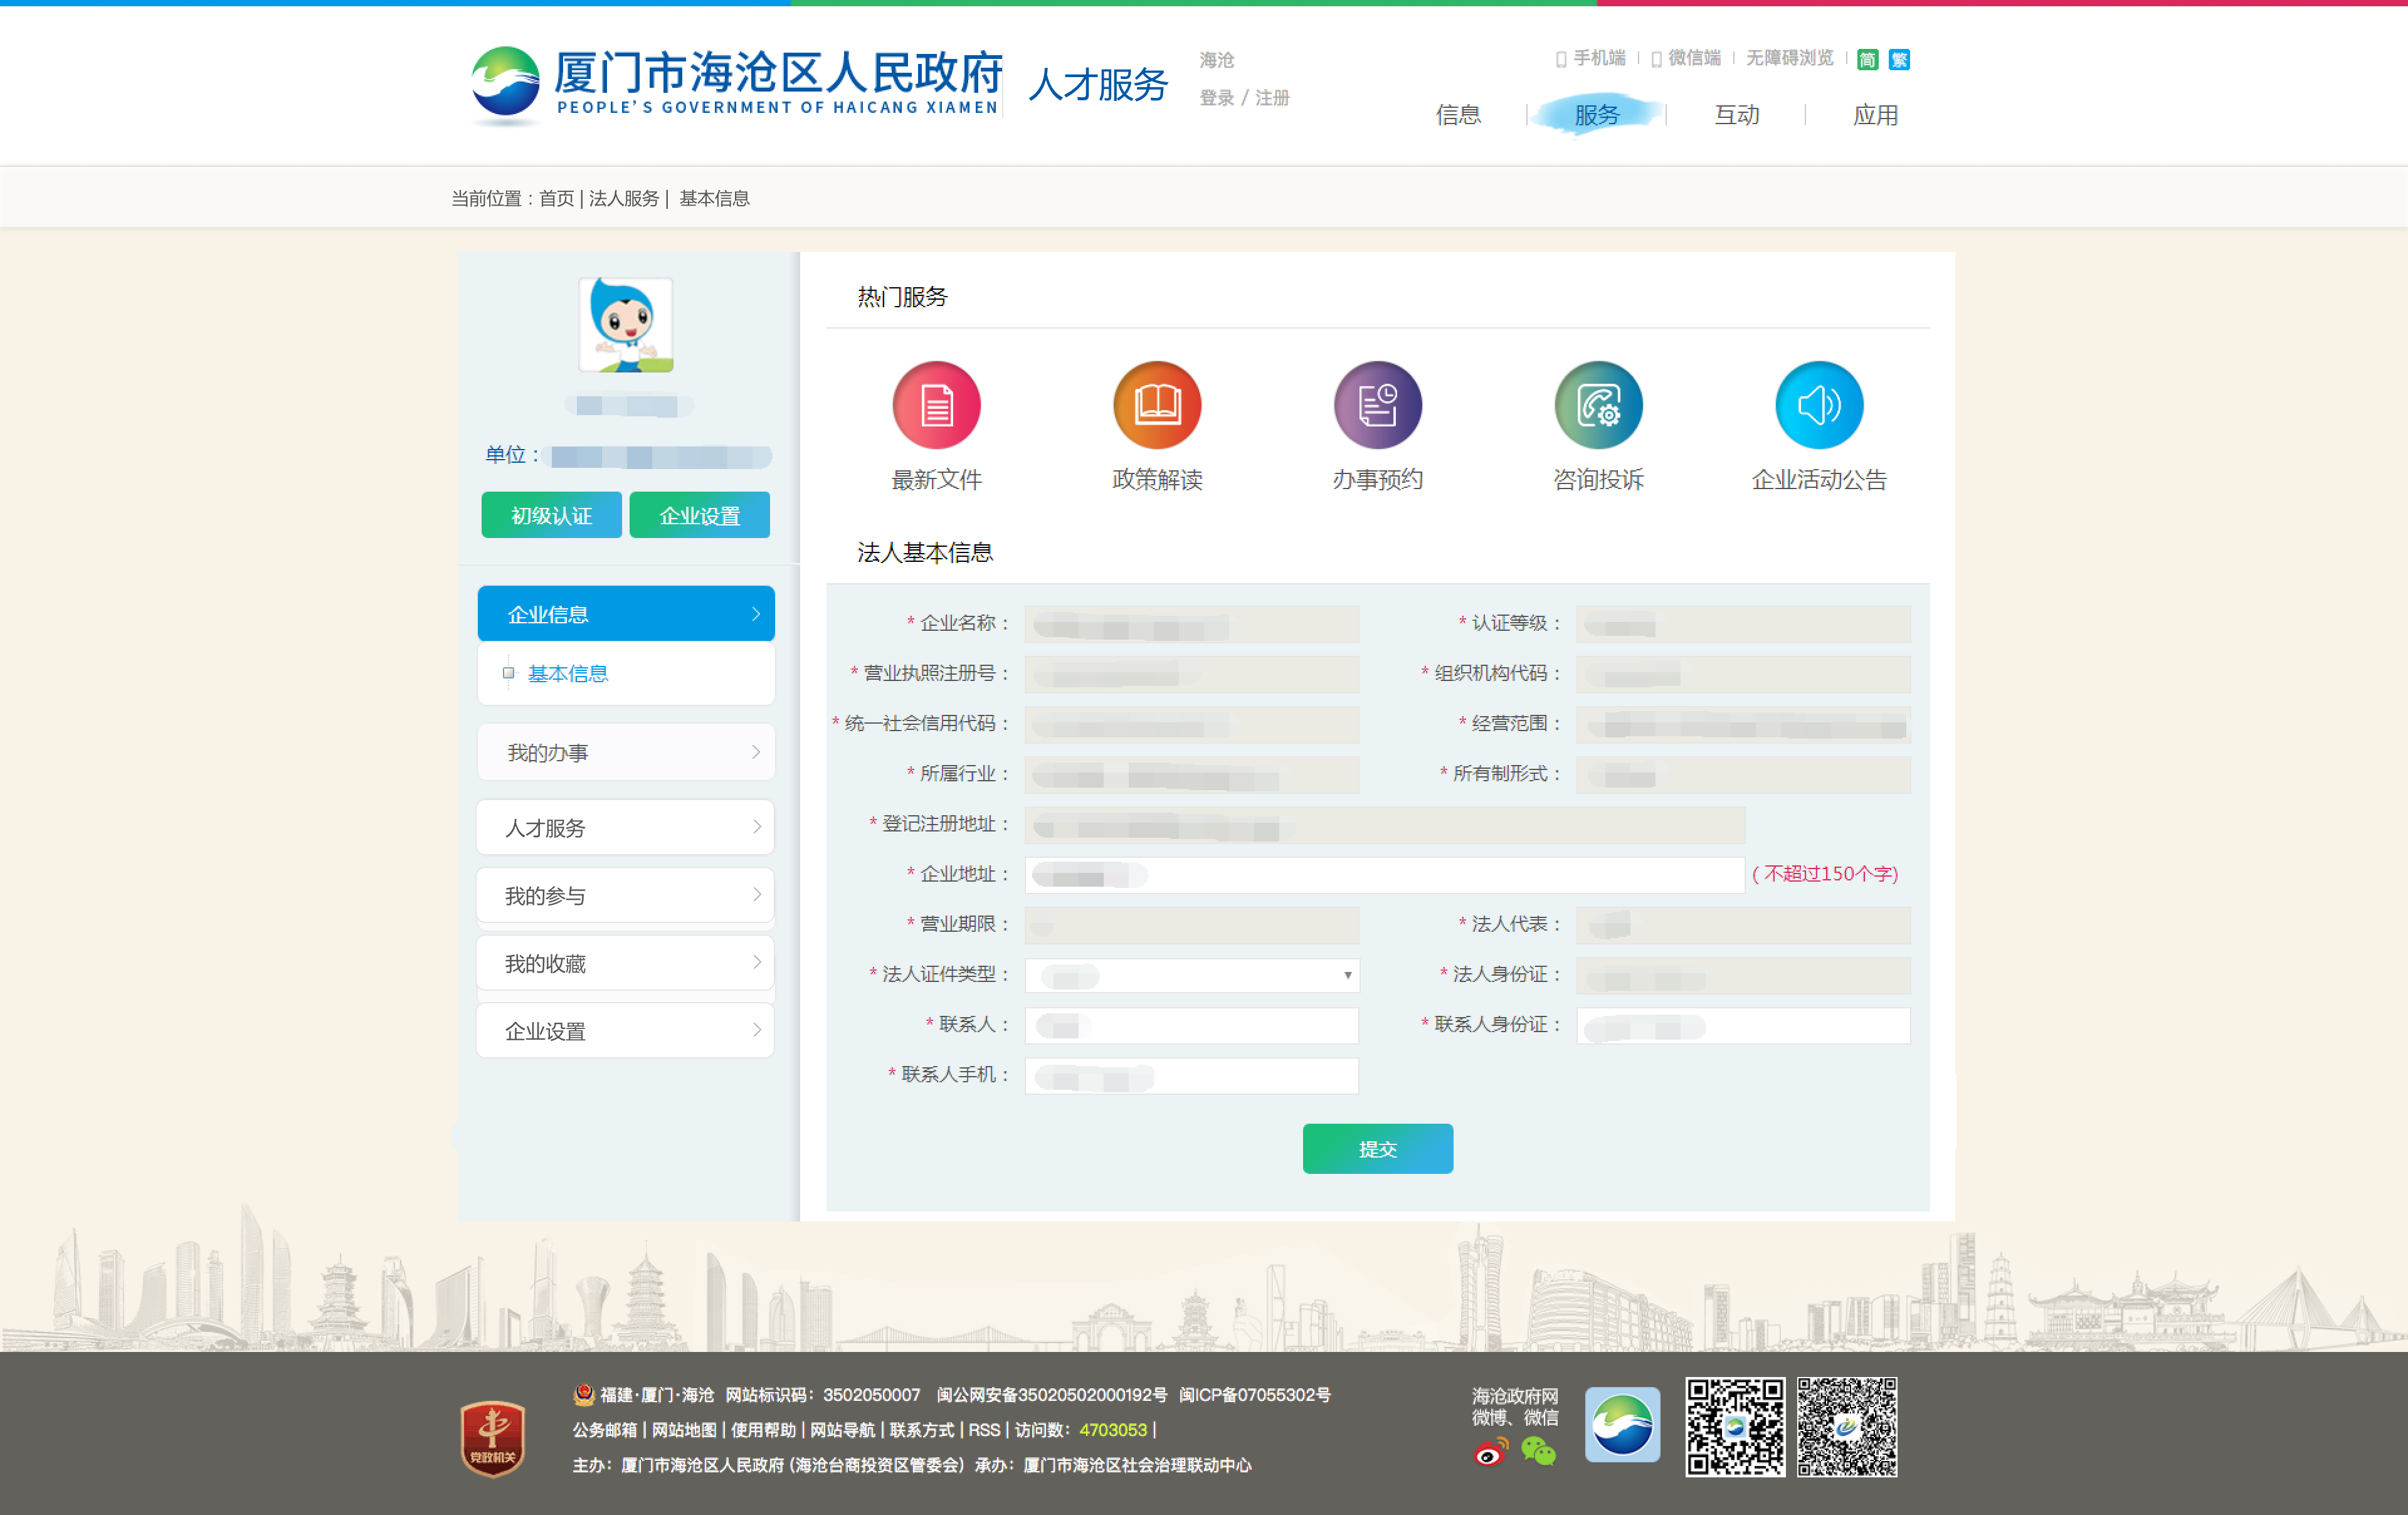 厦门市海沧区人民政府
PEOPLE'S GOVERNMENT OF HAICANG XIAMEN
人才服务
海沧
登录 / 注册
手机端 | 微信端 | 无障碍浏览 | 简 繁
信息 | 服务 | 互动 | 应用
当前位置：首页 | 法人服务 | 基本信息
单位：
初级认证 企业设置
企业信息
基本信息
我的办事
人才服务
我的参与
我的收藏
企业设置
热门服务
最新文件 政策解读 办事预约 咨询投诉 企业活动公告
法人基本信息
* 企业名称： * 认证等级：
* 营业执照注册号： * 组织机构代码：
* 统一社会信用代码： * 经营范围：
* 所属行业： * 所有制形式：
* 登记注册地址：
* 企业地址： ( 不超过150个字)
* 营业期限： * 法人代表：
* 法人证件类型： * 法人身份证：
* 联系人： * 联系人身份证：
* 联系人手机：
提交
党政机关
福建·厦门·海沧 网站标识码：3502050007 闽公网安备35020502000192号 闽ICP备07055302号
公务邮箱 | 网站地图 | 使用帮助 | 网站导航 | 联系方式 | RSS | 访问数：4703053 |
主办：厦门市海沧区人民政府 (海沧台商投资区管委会) 承办：厦门市海沧区社会治理联动中心
海沧政府网
微博、微信